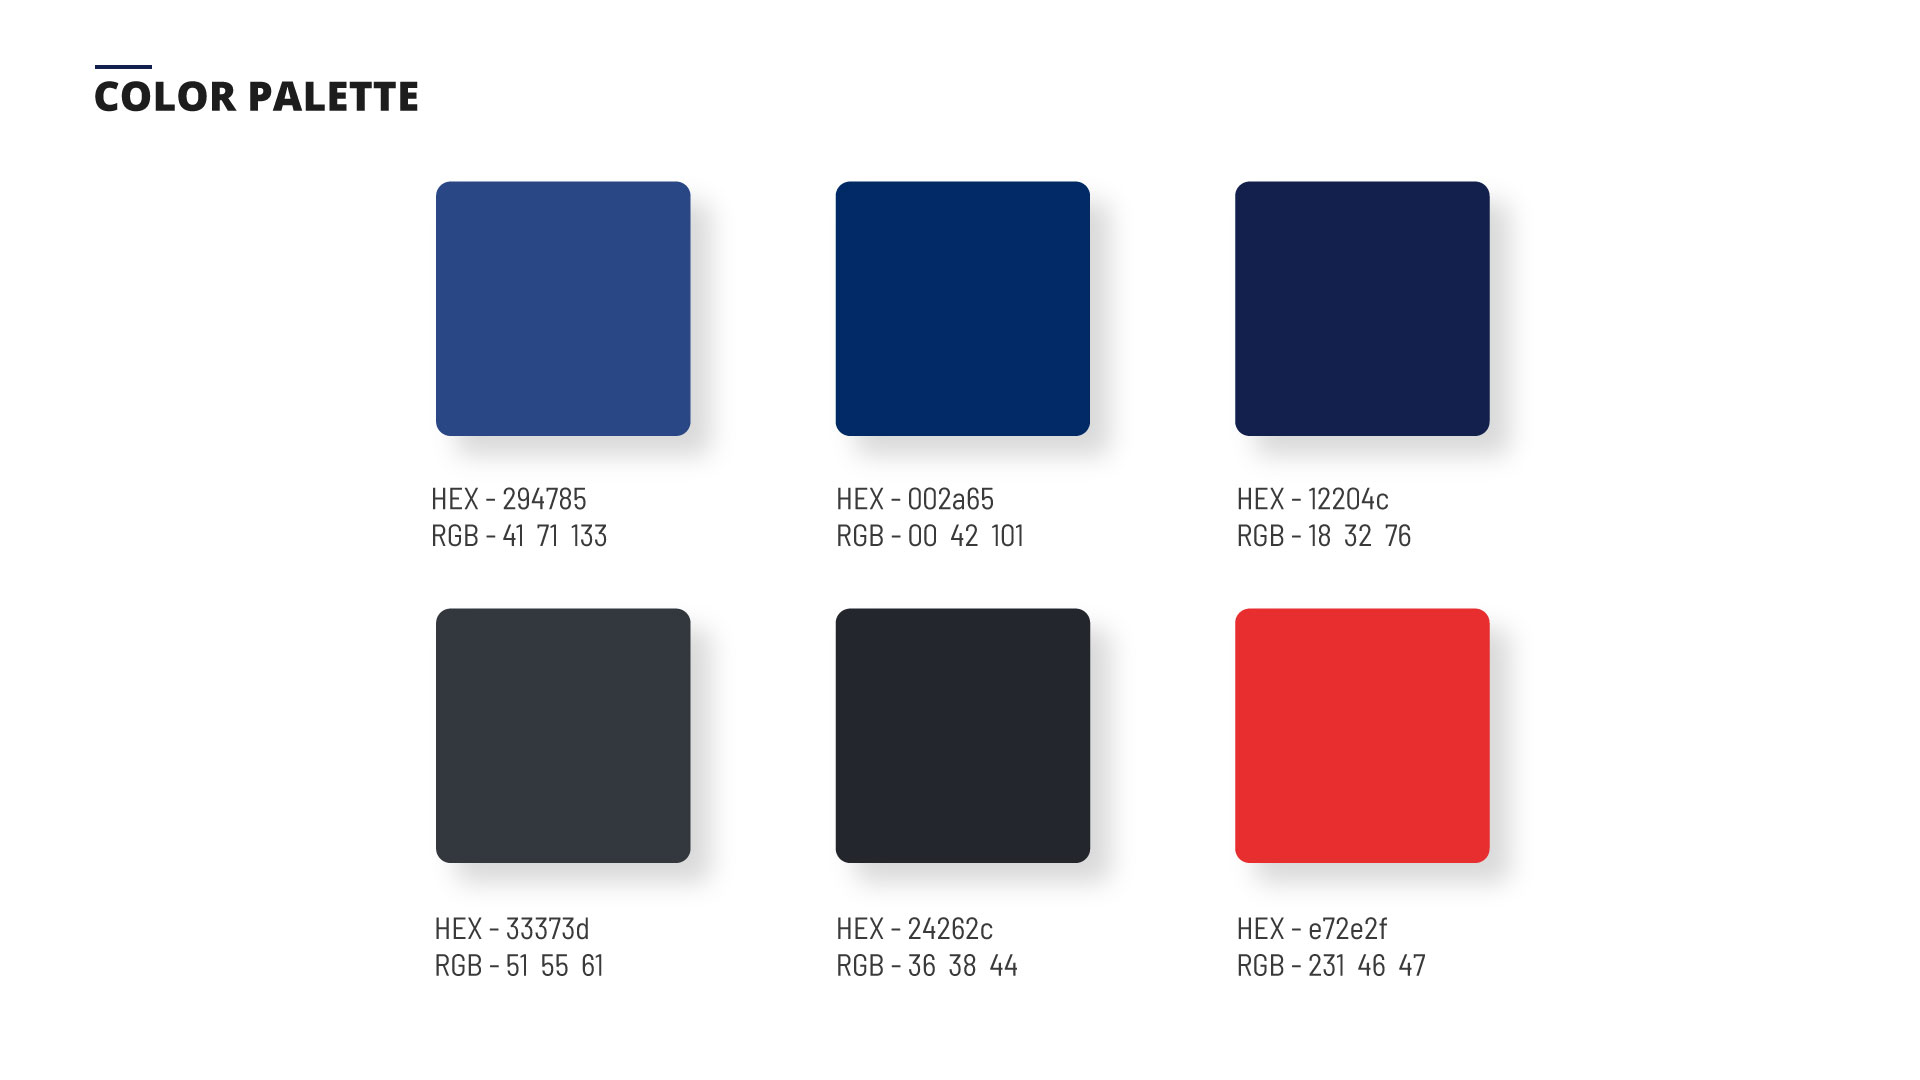 COLOR PALETTE
HEX - 294785
RGB - 41 71 133
HEX - 002a65
RGB - 00 42 101
HEX - 12204c
RGB - 18 32 76
HEX - 33373d
RGB - 51 55 61
HEX - 24262c
RGB - 36 38 44
HEX - e72e2f
RGB - 231 46 47